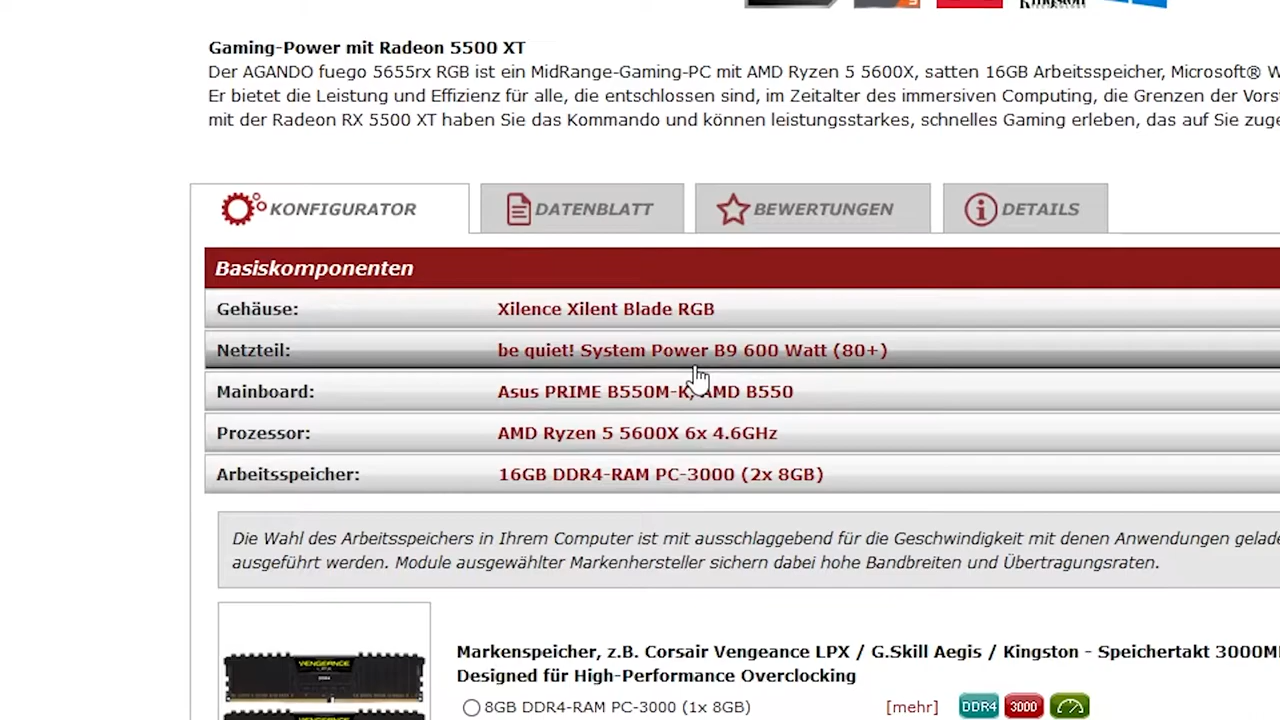 Kingston
Gaming-Power mit Radeon 5500 XT
Der AGANDO fuego 5655rx RGB ist ein MidRange-Gaming-PC mit AMD Ryzen 5 5600X, satten 16GB Arbeitsspeicher, Microsoft® W
Er bietet die Leistung und Effizienz für alle, die entschlossen sind, im Zeitalter des immersiven Computing, die Grenzen der Vors
mit der Radeon RX 5500 XT haben Sie das Kommando und können leistungsstarkes, schnelles Gaming erleben, das auf Sie zuge
KONFIGURATOR DATENBLATT BEWERTUNGEN DETAILS
Basiskomponenten
Gehäuse: Xilence Xilent Blade RGB
Netzteil: be quiet! System Power B9 600 Watt (80+)
Mainboard: Asus PRIME B550M-K, AMD B550
Prozessor: AMD Ryzen 5 5600X 6x 4.6GHz
Arbeitsspeicher: 16GB DDR4-RAM PC-3000 (2x 8GB)
Die Wahl des Arbeitsspeichers in Ihrem Computer ist mit ausschlaggebend für die Geschwindigkeit mit denen Anwendungen gelade
ausgeführt werden. Module ausgewählter Markenhersteller sichern dabei hohe Bandbreiten und Übertragungsraten.
VENGEANCE
Markenspeicher, z.B. Corsair Vengeance LPX / G.Skill Aegis / Kingston - Speichertakt 3000M
Designed für High-Performance Overclocking
8GB DDR4-RAM PC-3000 (1x 8GB) [mehr] DDR4 3000